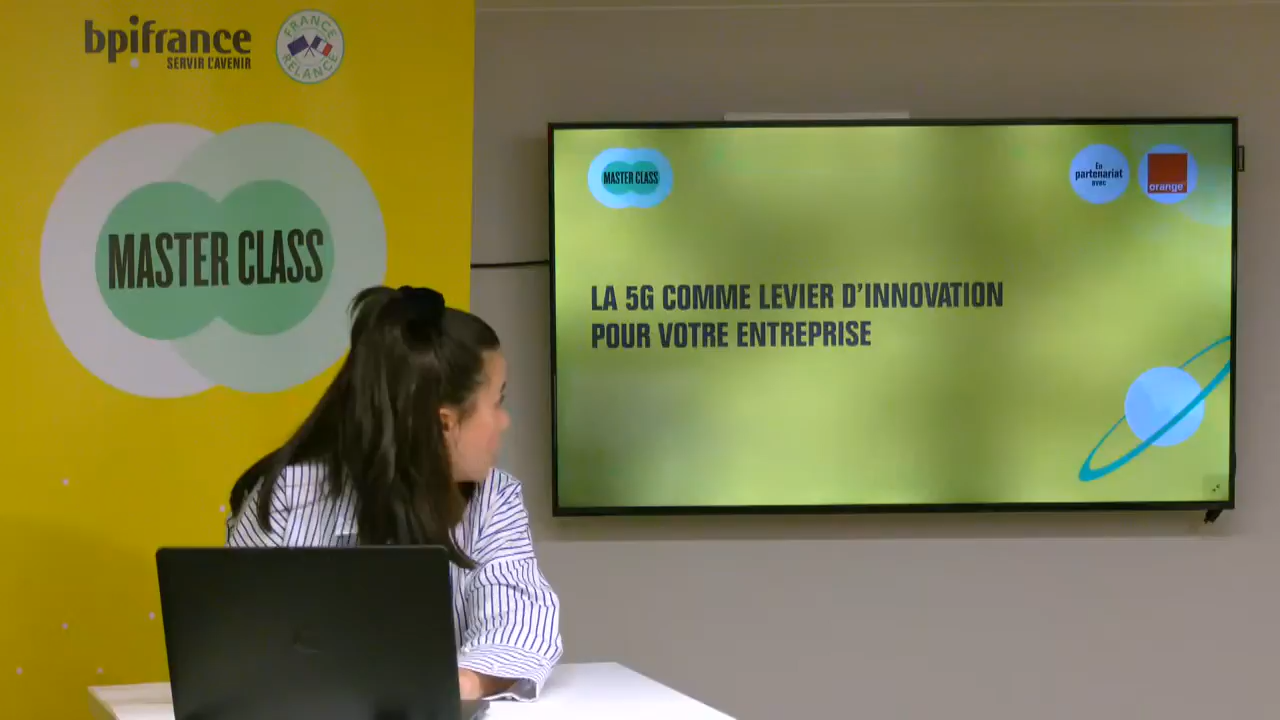 bpifrance
SERVIR L'AVENIR
FRANCE
RELANCE
MASTER CLASS
MASTER CLASS
En
partenariat
avec
orange
LA 5G COMME LEVIER D'INNOVATION
POUR VOTRE ENTREPRISE